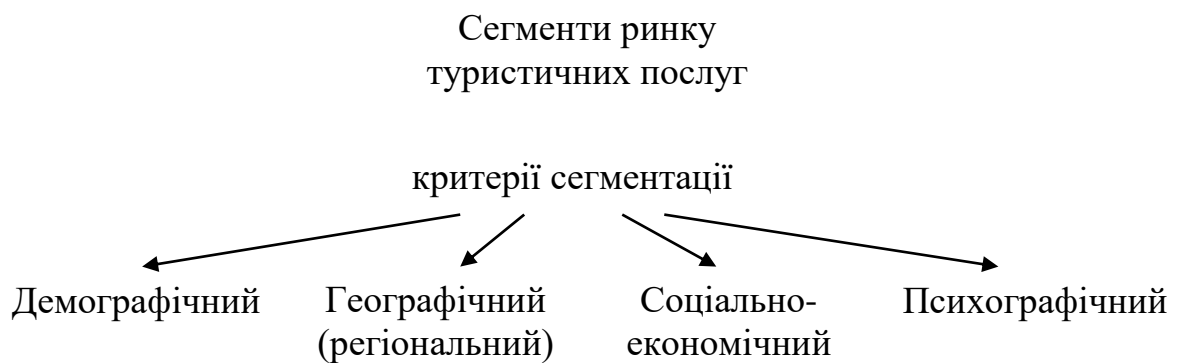 Сегменти ринку
туристичних послуг
критерії сегментації
Демографічний
Географічний
(регіональний)
Соціально-
економічний
Психографічний